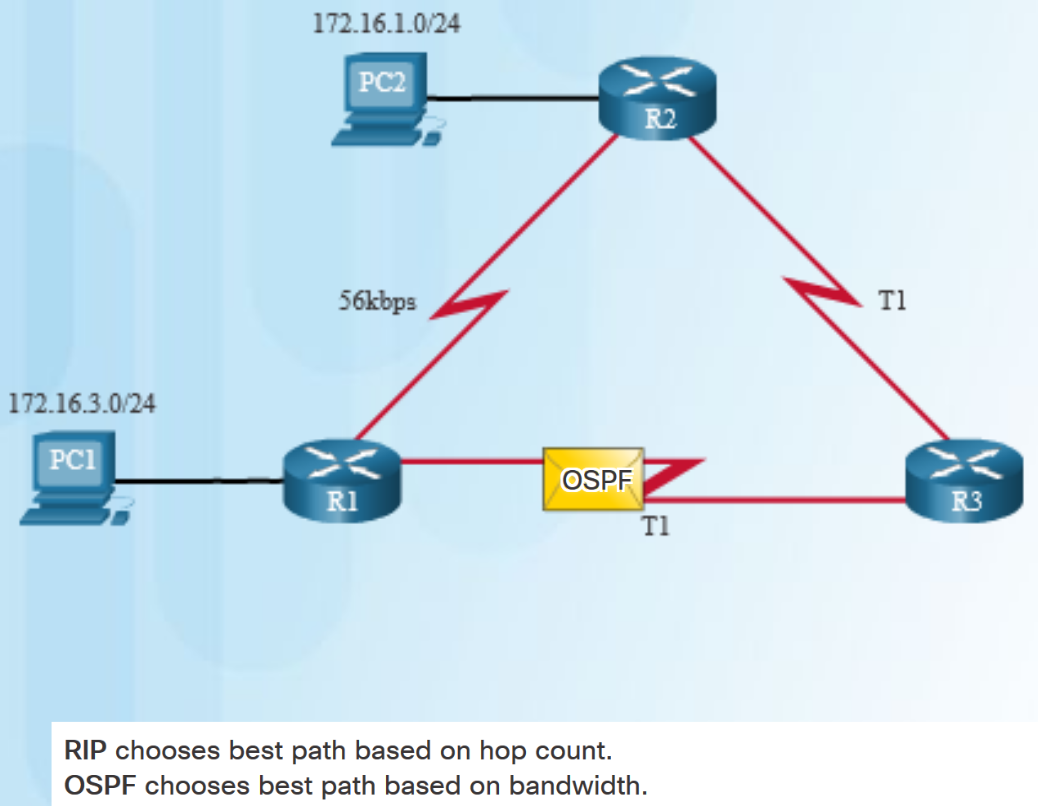 172.16.1.0/24
PC2
R2
56kbps
T1
172.16.3.0/24
PC1
R1
OSPF
R3
T1
RIP chooses best path based on hop count.
OSPF chooses best path based on bandwidth.